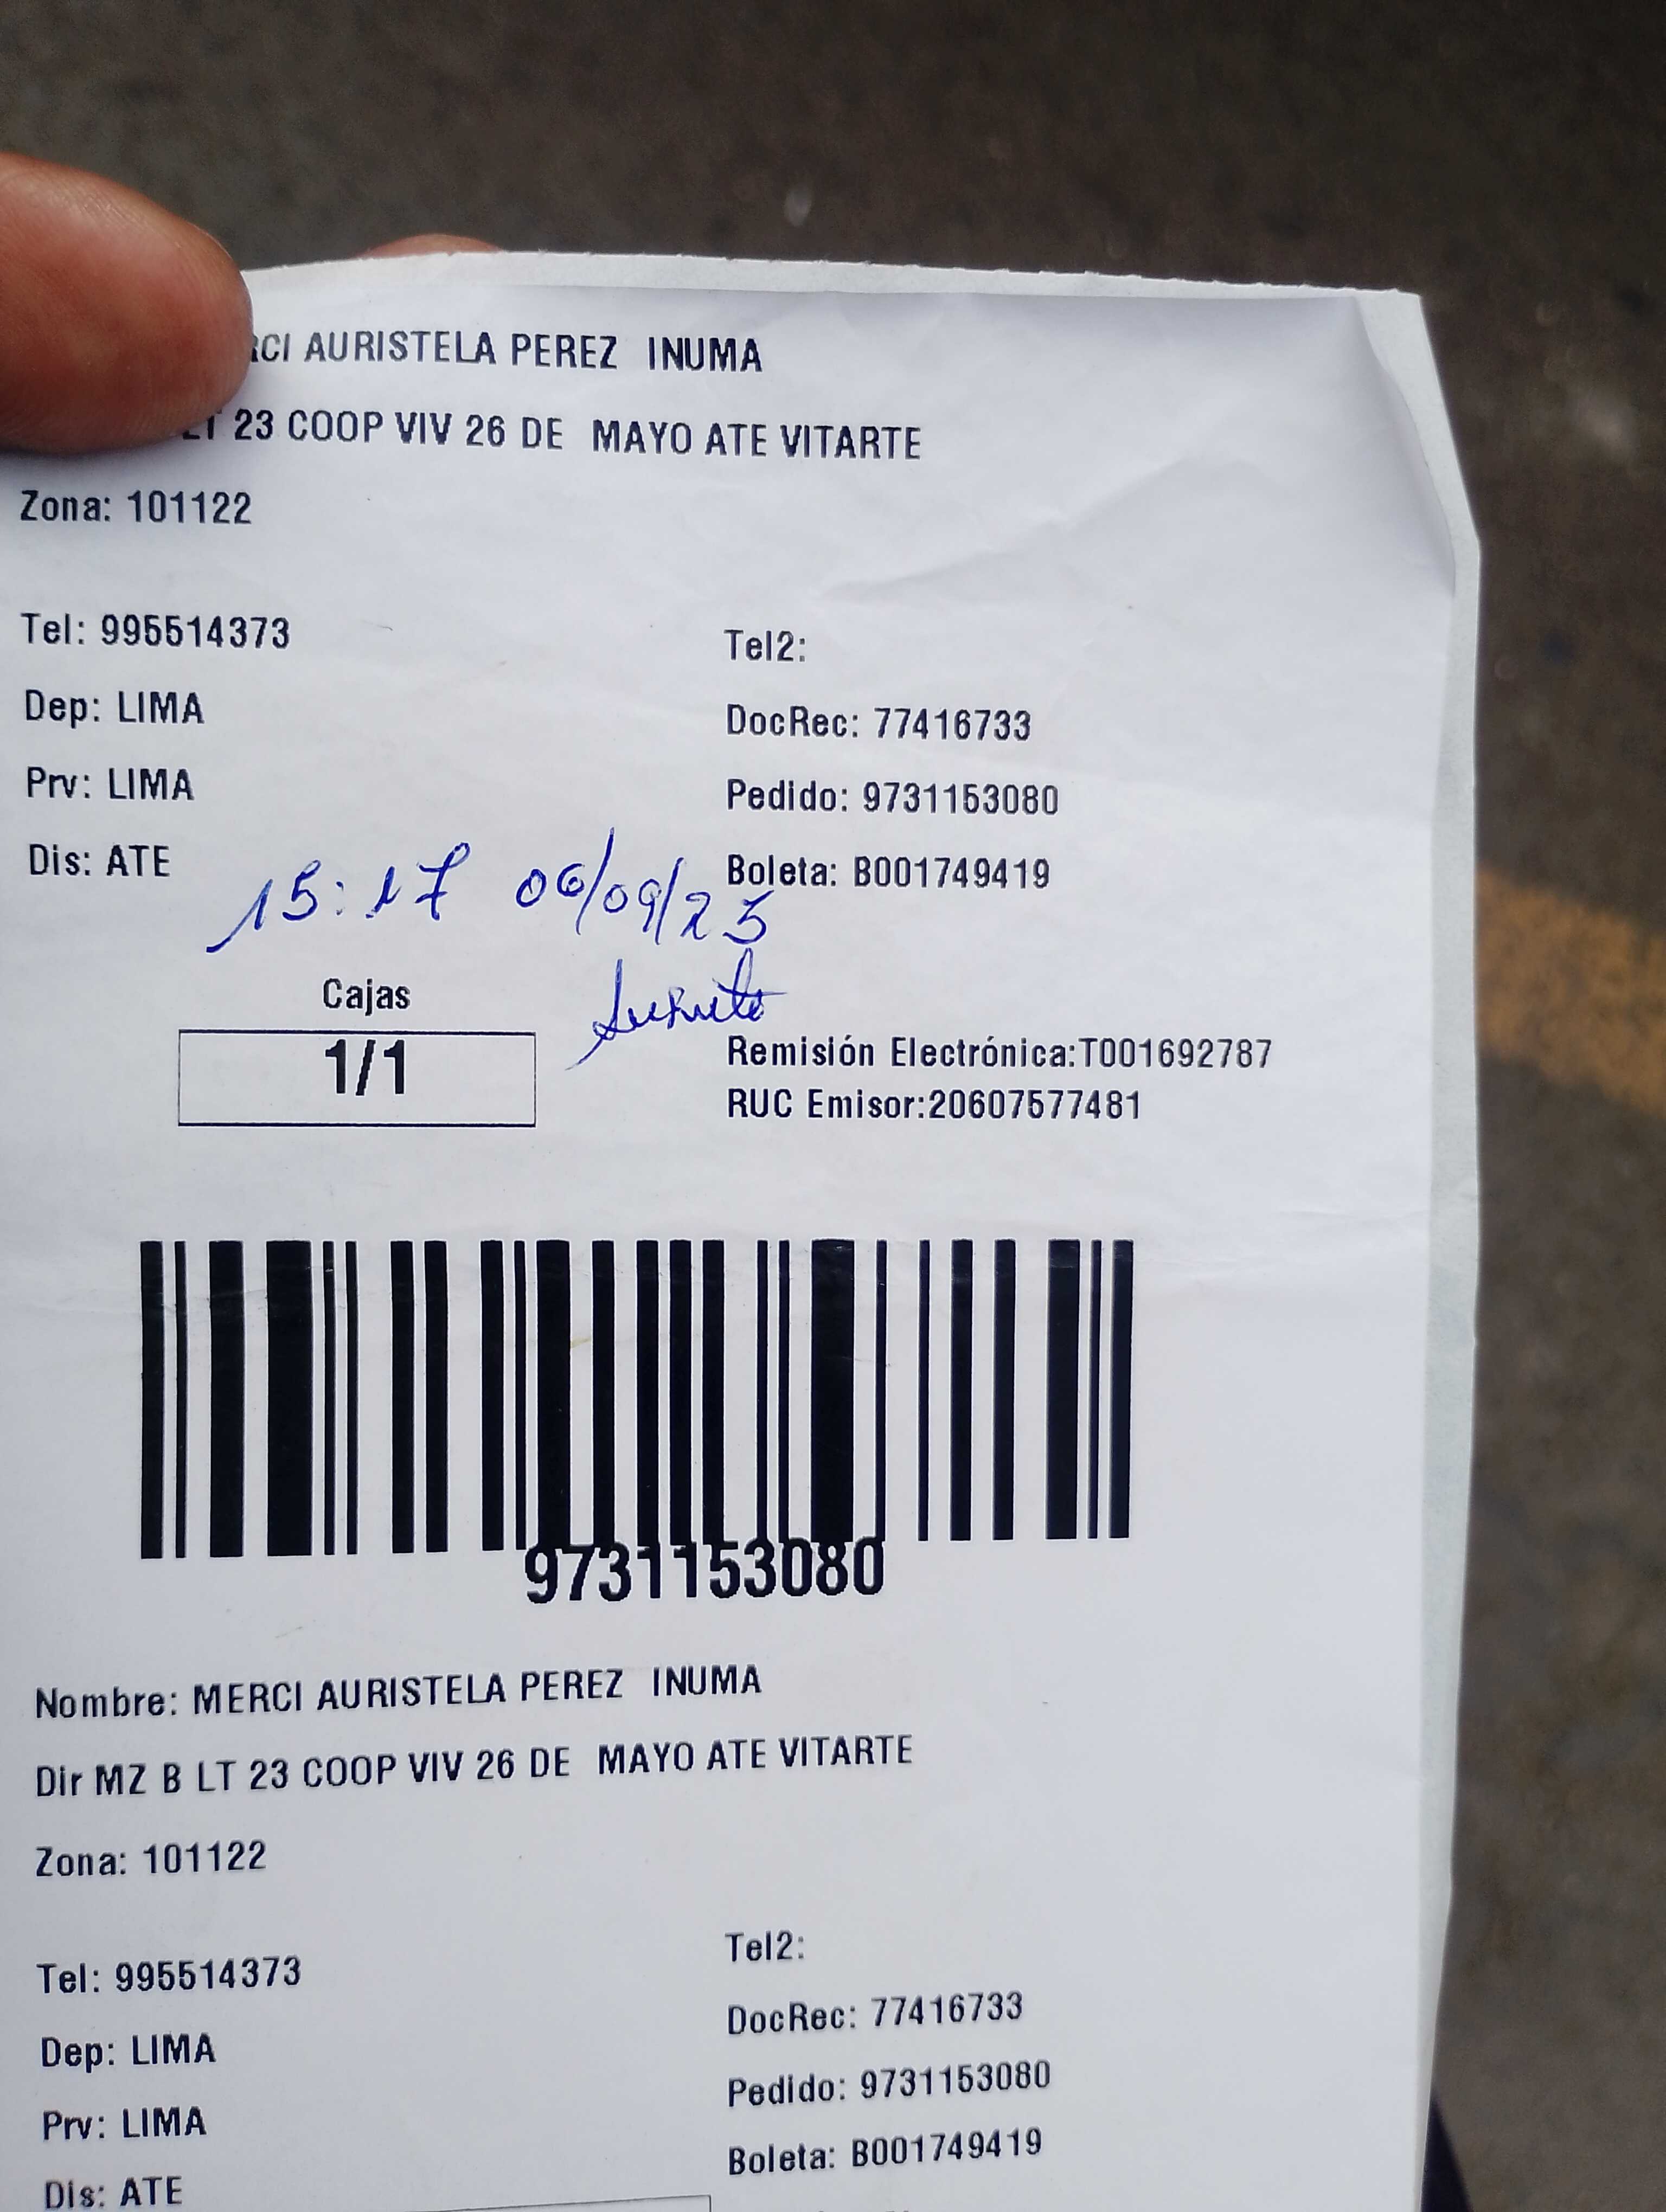 RCI AURISTELA PEREZ INUMA
LT 23 COOP VIV 26 DE MAYO ATE VITARTE
Zona: 101122
Tel: 995514373
Tel2:
Dep: LIMA
DocRec: 77416733
Prv: LIMA
Pedido: 9731153080
Dis: ATE
Boleta: B001749419
15:17 06/09/23
Cajas
1/1
Remisión Electrónica:T001692787
RUC Emisor:20607577481
9731153080
Nombre: MERCI AURISTELA PEREZ INUMA
Dir MZ B LT 23 COOP VIV 26 DE MAYO ATE VITARTE
Zona: 101122
Tel: 995514373
Tel2:
Dep: LIMA
DocRec: 77416733
Prv: LIMA
Pedido: 9731153080
Dis: ATE
Boleta: B001749419